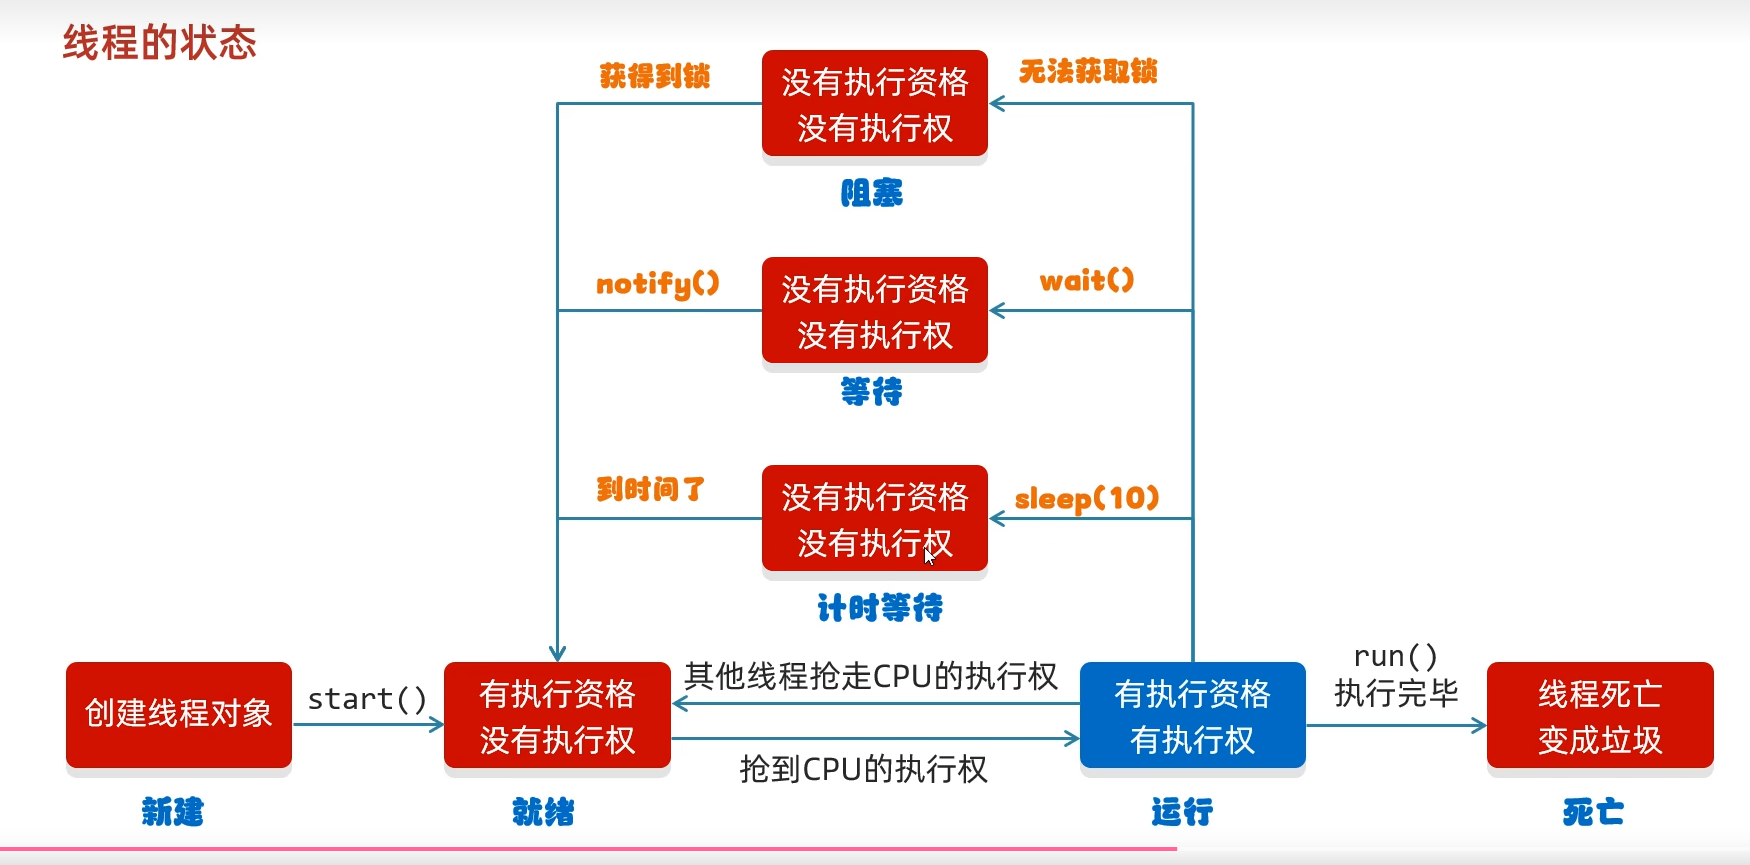 线程的状态
获得到锁
没有执行资格
没有执行权
无法获取锁
阻塞
notify()
没有执行资格
没有执行权
wait()
等待
到时间了
没有执行资格
没有执行权
sleep(10)
计时等待
创建线程对象
start()
有执行资格
没有执行权
其他线程抢走CPU的执行权
抢到CPU的执行权
有执行资格
有执行权
run()
执行完毕
线程死亡
变成垃圾
新建
就绪
运行
死亡